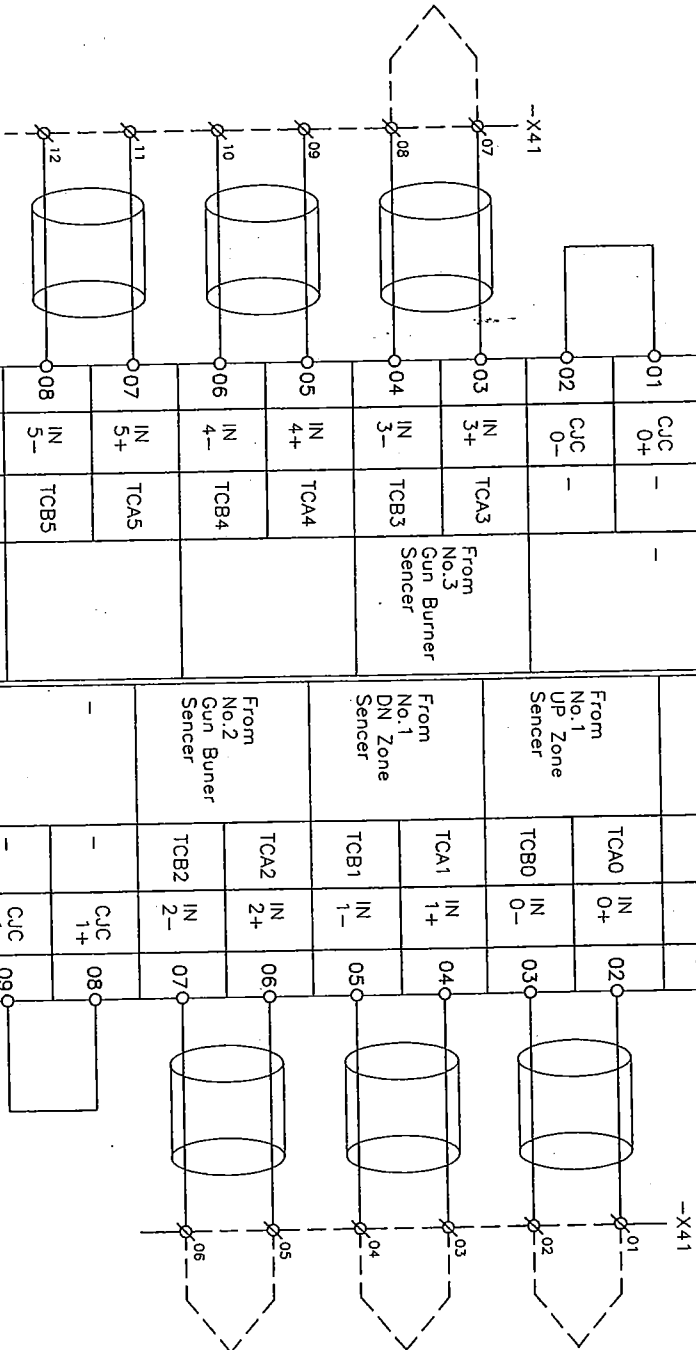 -X41
01
02
03
04
05
06
02
03
04
05
06
07
08
09
IN
0+
IN
0-
IN
1+
IN
1-
IN
2+
IN
2-
CJC
1+
CJC
TCA0
TCB0
TCA1
TCB1
TCA2
TCB2
-
-
From
No.1
UP Zone
Sencer
From
No.1
DN Zone
Sencer
From
No.2
Gun Buner
Sencer
-
-
From
No.3
Gun Burner
Sencer
-
-
TCA3
TCB3
TCA4
TCB4
TCA5
TCB5
CJC
0+
CJC
0-
IN
3+
IN
3-
IN
4+
IN
4-
IN
5+
IN
5-
01
02
03
04
05
06
07
08
-X41
07
08
09
10
11
12